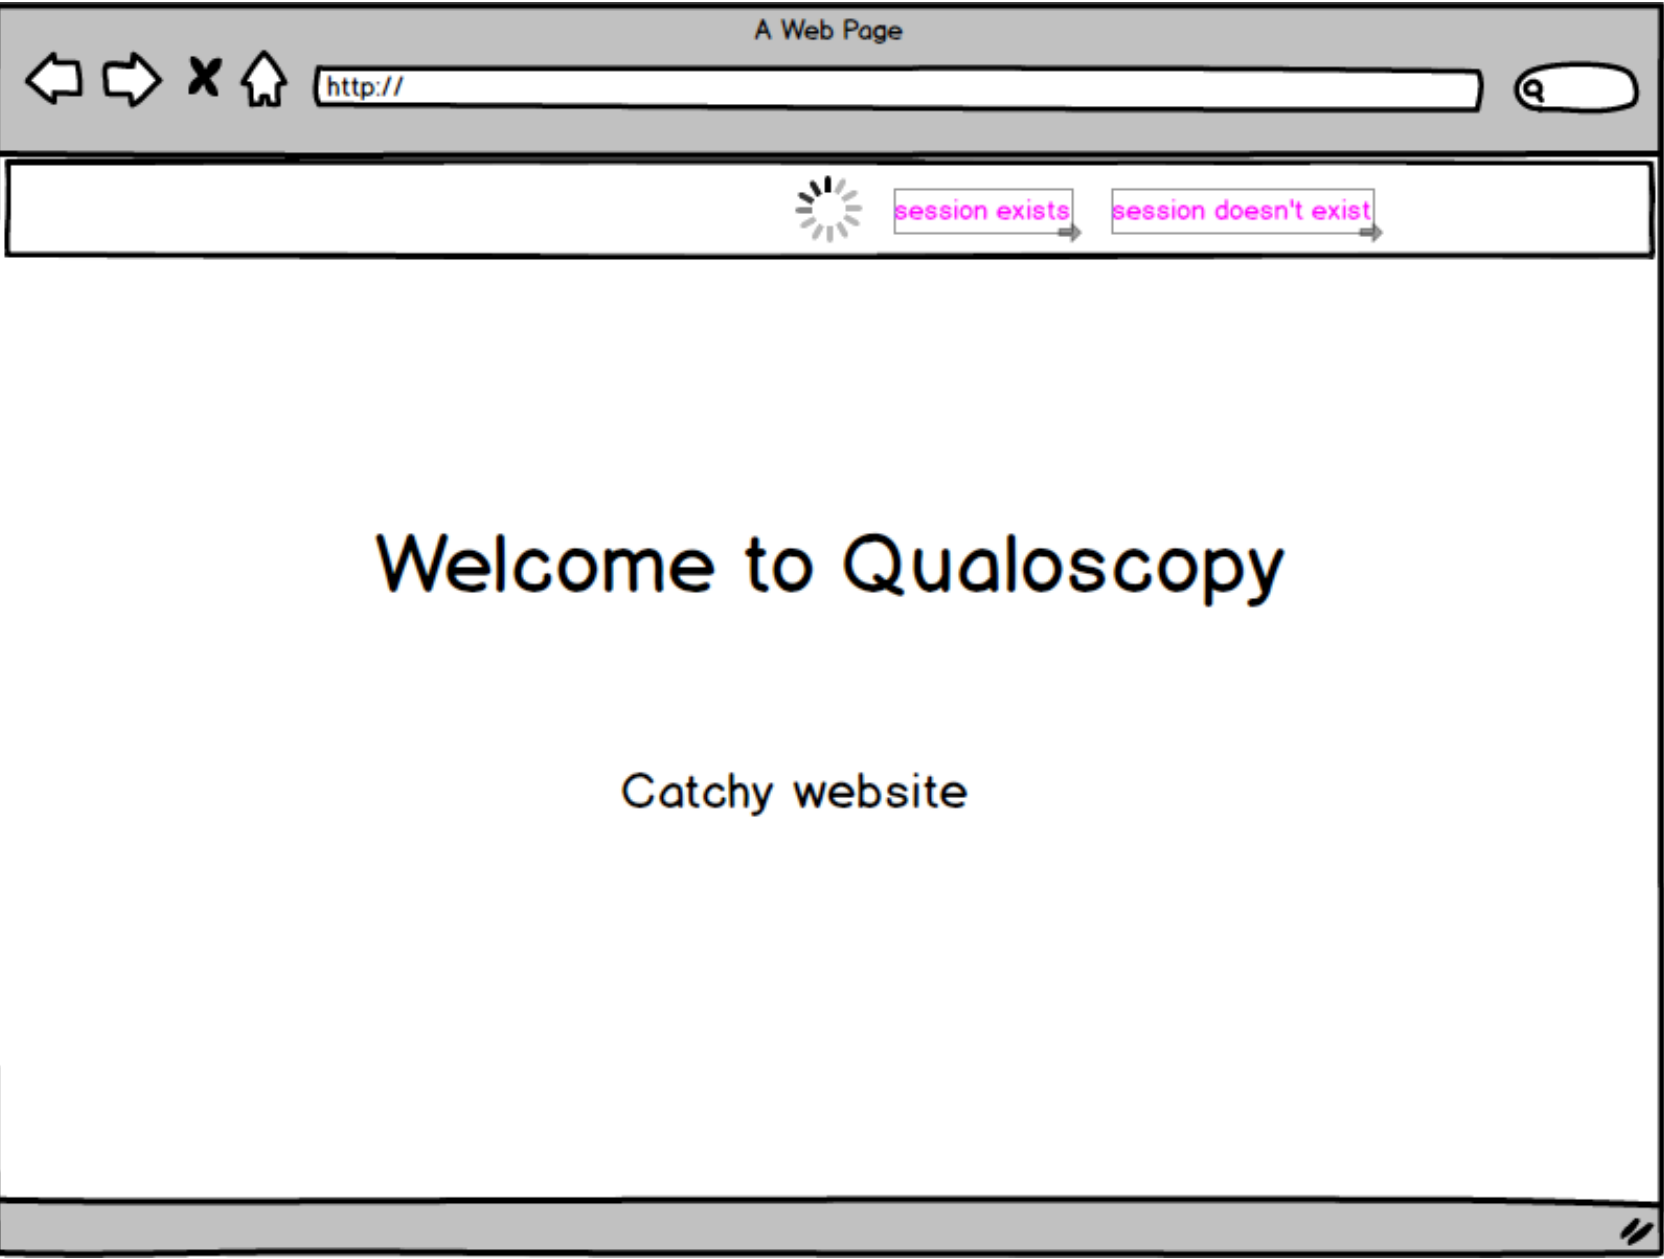 A Web Page
http://
session exists
session doesn't exist
Welcome to Qualoscopy
Catchy website